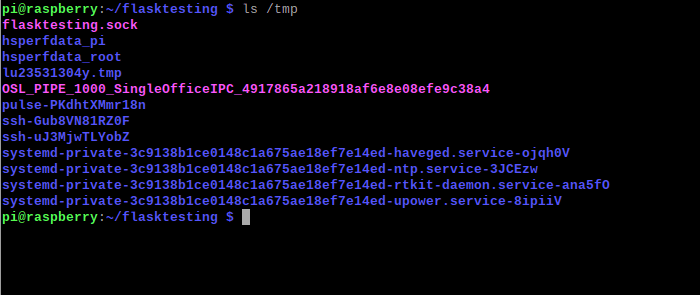 pi@raspberry:~/flasktesting $ ls /tmp
flasktesting.sock
hsperfdata_pi
hsperfdata_root
lu23531304y.tmp
OSL_PIPE_1000_SingleOfficeIPC_4917865a218918af6e8e08efe9c38a4
pulse-PKdhtXMmr18n
ssh-Gub8VN81RZ0F
ssh-uJ3MjwTLYobZ
systemd-private-3c9138b1ce0148c1a675ae18ef7e14ed-haveged.service-ojqh0V
systemd-private-3c9138b1ce0148c1a675ae18ef7e14ed-ntp.service-3JCEzw
systemd-private-3c9138b1ce0148c1a675ae18ef7e14ed-rtkit-daemon.service-ana5fO
systemd-private-3c9138b1ce0148c1a675ae18ef7e14ed-upower.service-8ipiiV
pi@raspberry:~/flasktesting $